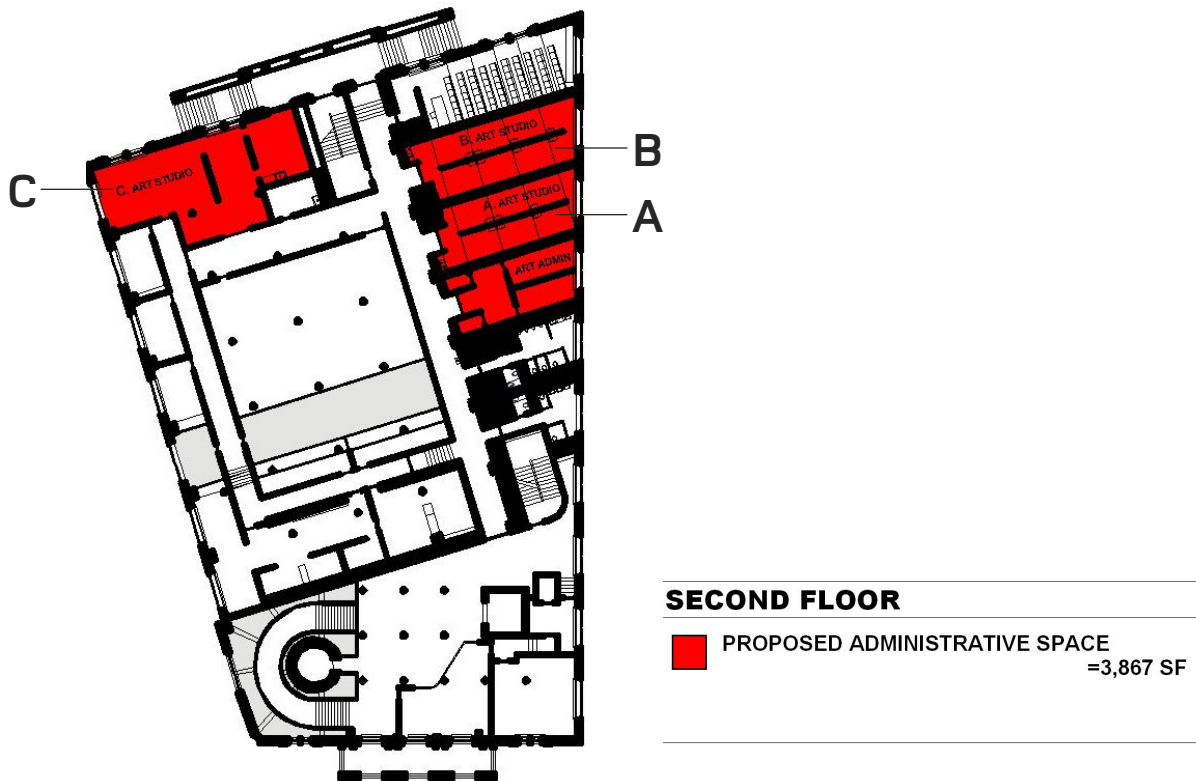 C
C. ART STUDIO
B. ART STUDIO
B
A. ART STUDIO
A
ART ADMIN
SECOND FLOOR
PROPOSED ADMINISTRATIVE SPACE
=3,867 SF